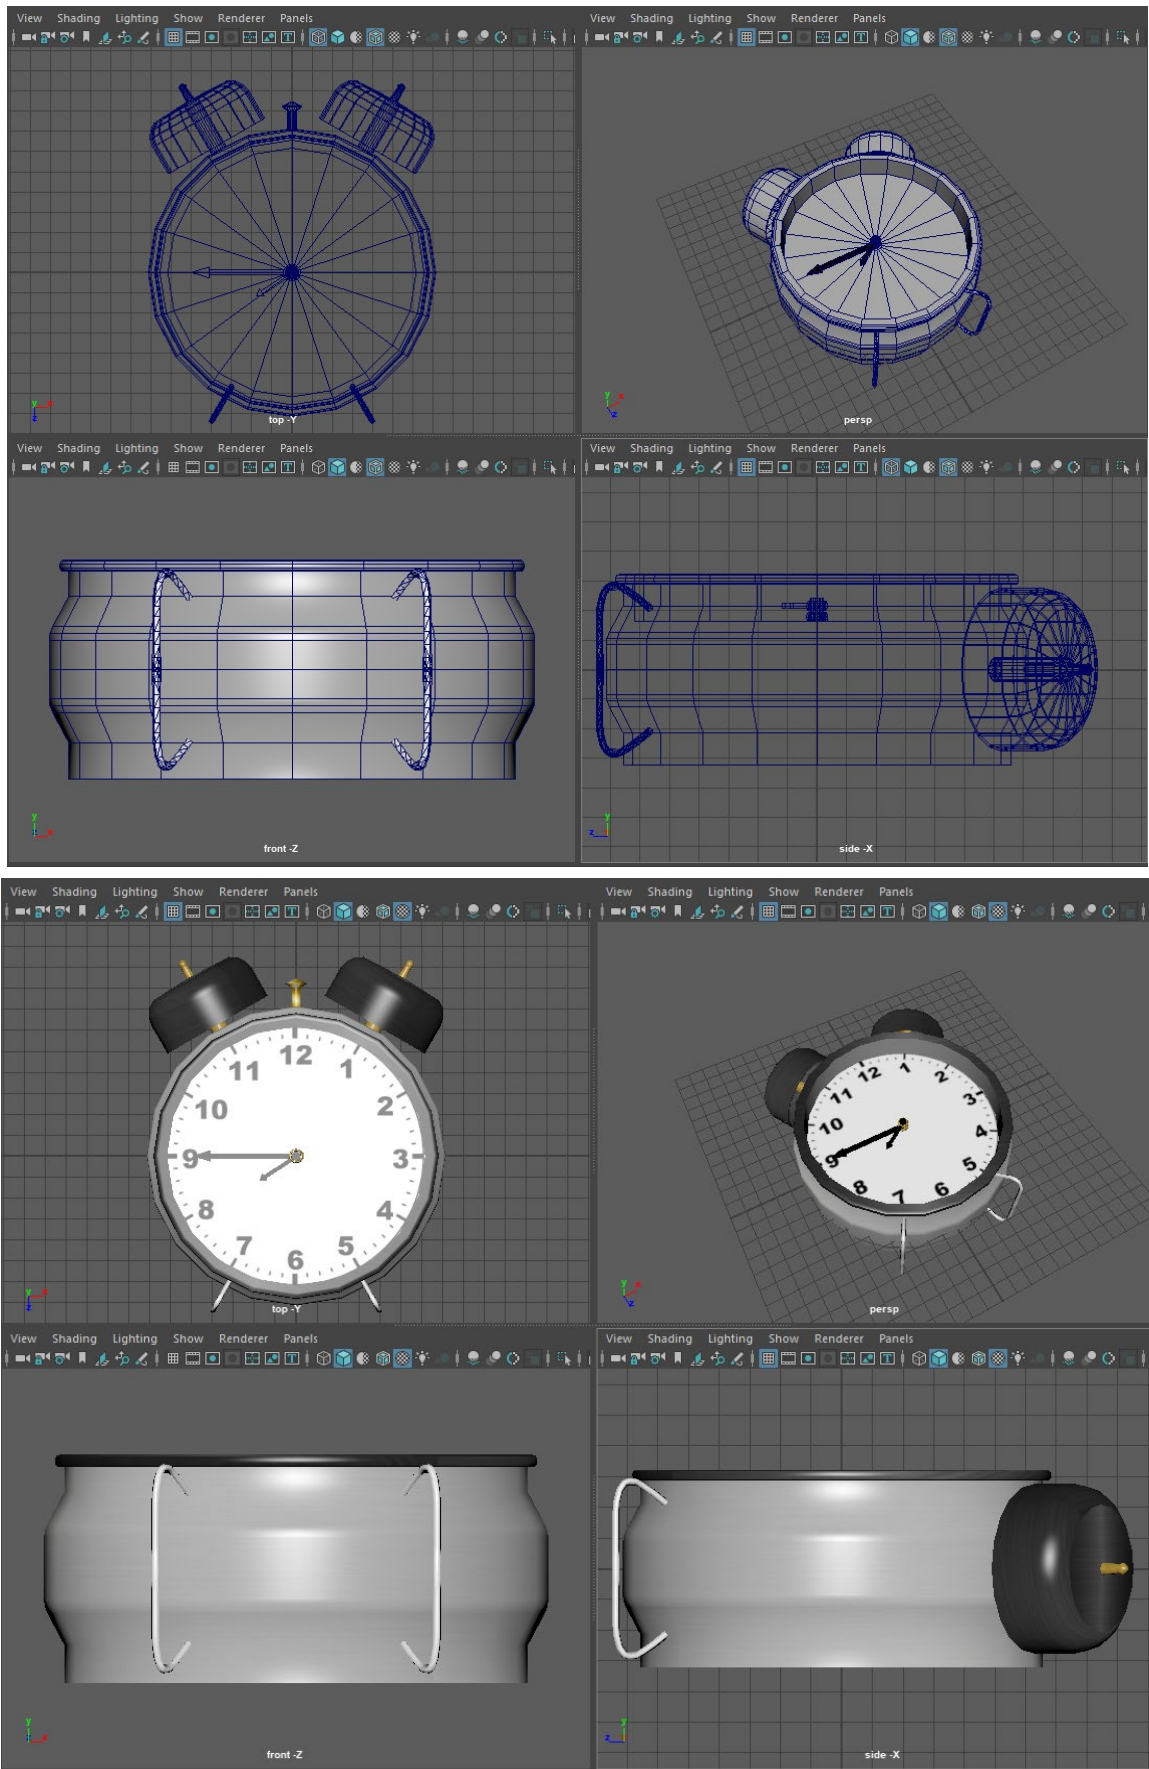 View Shading Lighting Show Renderer Panels
View Shading Lighting Show Renderer Panels
y
x
z
top -Y
y
x
z
persp
View Shading Lighting Show Renderer Panels
View Shading Lighting Show Renderer Panels
y
z x
front -Z
y
z
side -X
View Shading Lighting Show Renderer Panels
View Shading Lighting Show Renderer Panels
12
11 1
10 2
9 3
8 4
7 5
6
y
x
z
top -Y
12 1 2
11 3
10 4
9 5
8 7 6
y
x
z
persp
View Shading Lighting Show Renderer Panels
View Shading Lighting Show Renderer Panels
y
z x
front -Z
y
z
side -X